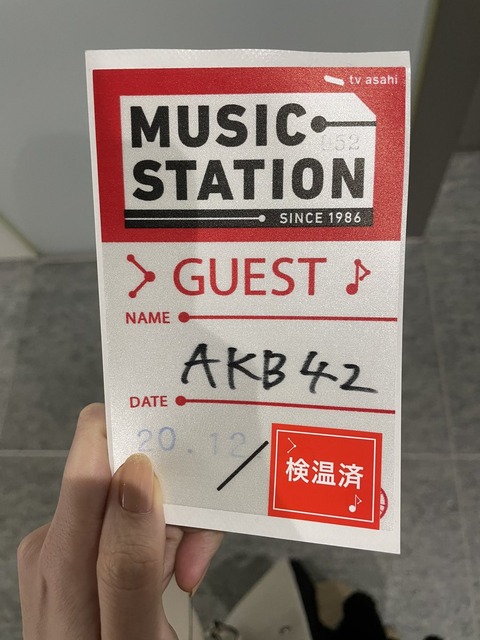 tv asahi
MUSIC
STATION
SINCE 1986
GUEST
NAME
AKB 42
DATE
20.12
/
検温済